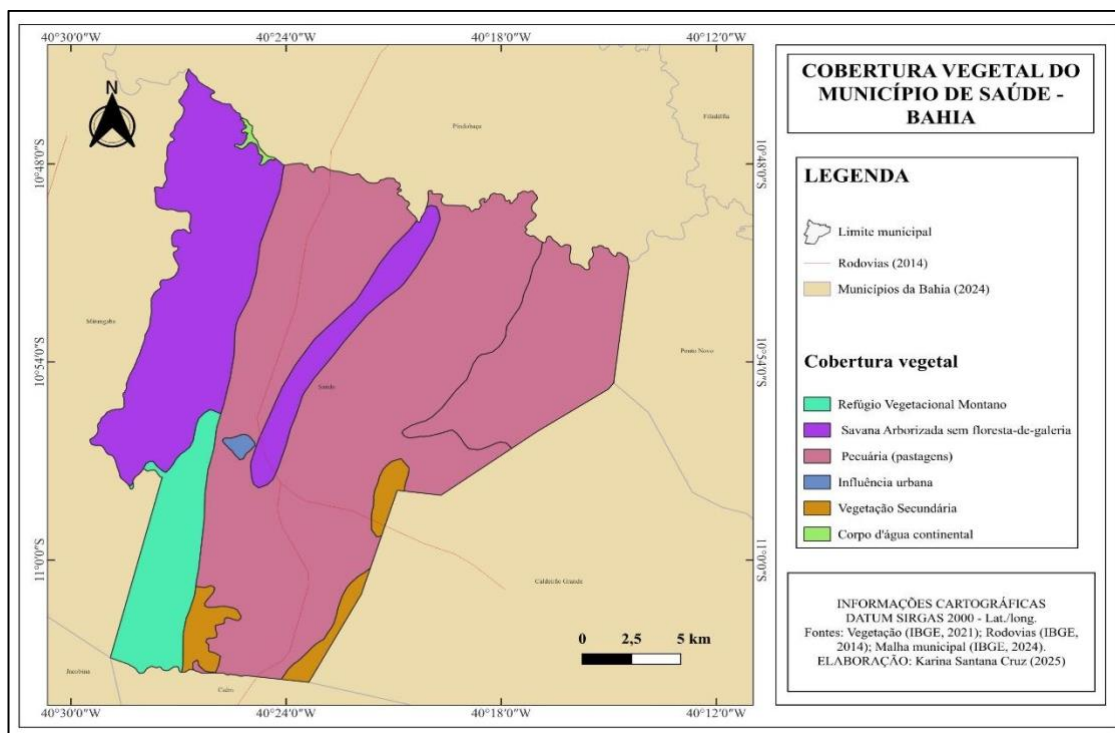 40°30'0"W 40°24'0"W 40°18'0"W 40°12'0"W
N
10°48'0"S
10°48'0"S
10°54'0"S
10°54'0"S
11°0'0"S
11°0'0"S
Pindobaçu
Filadélfia
Mirangaba
Saúde
Ponto Novo
Caldeirão Grande
Jacobina
Caém
0 2,5 5 km
40°30'0"W 40°24'0"W 40°18'0"W 40°12'0"W
COBERTURA VEGETAL DO
MUNICÍPIO DE SAÚDE -
BAHIA
LEGENDA
Limite municipal
Rodovias (2014)
Municípios da Bahia (2024)
Cobertura vegetal
Refúgio Vegetacional Montano
Savana Arborizada sem floresta-de-galeria
Pecuária (pastagens)
Influência urbana
Vegetação Secundária
Corpo d'água continental
INFORMAÇÕES CARTOGRÁFICAS
DATUM SIRGAS 2000 - Lat./long.
Fontes: Vegetação (IBGE, 2021); Rodovias (IBGE,
2014); Malha municipal (IBGE, 2024).
ELABORAÇÃO: Karina Santana Cruz (2025)